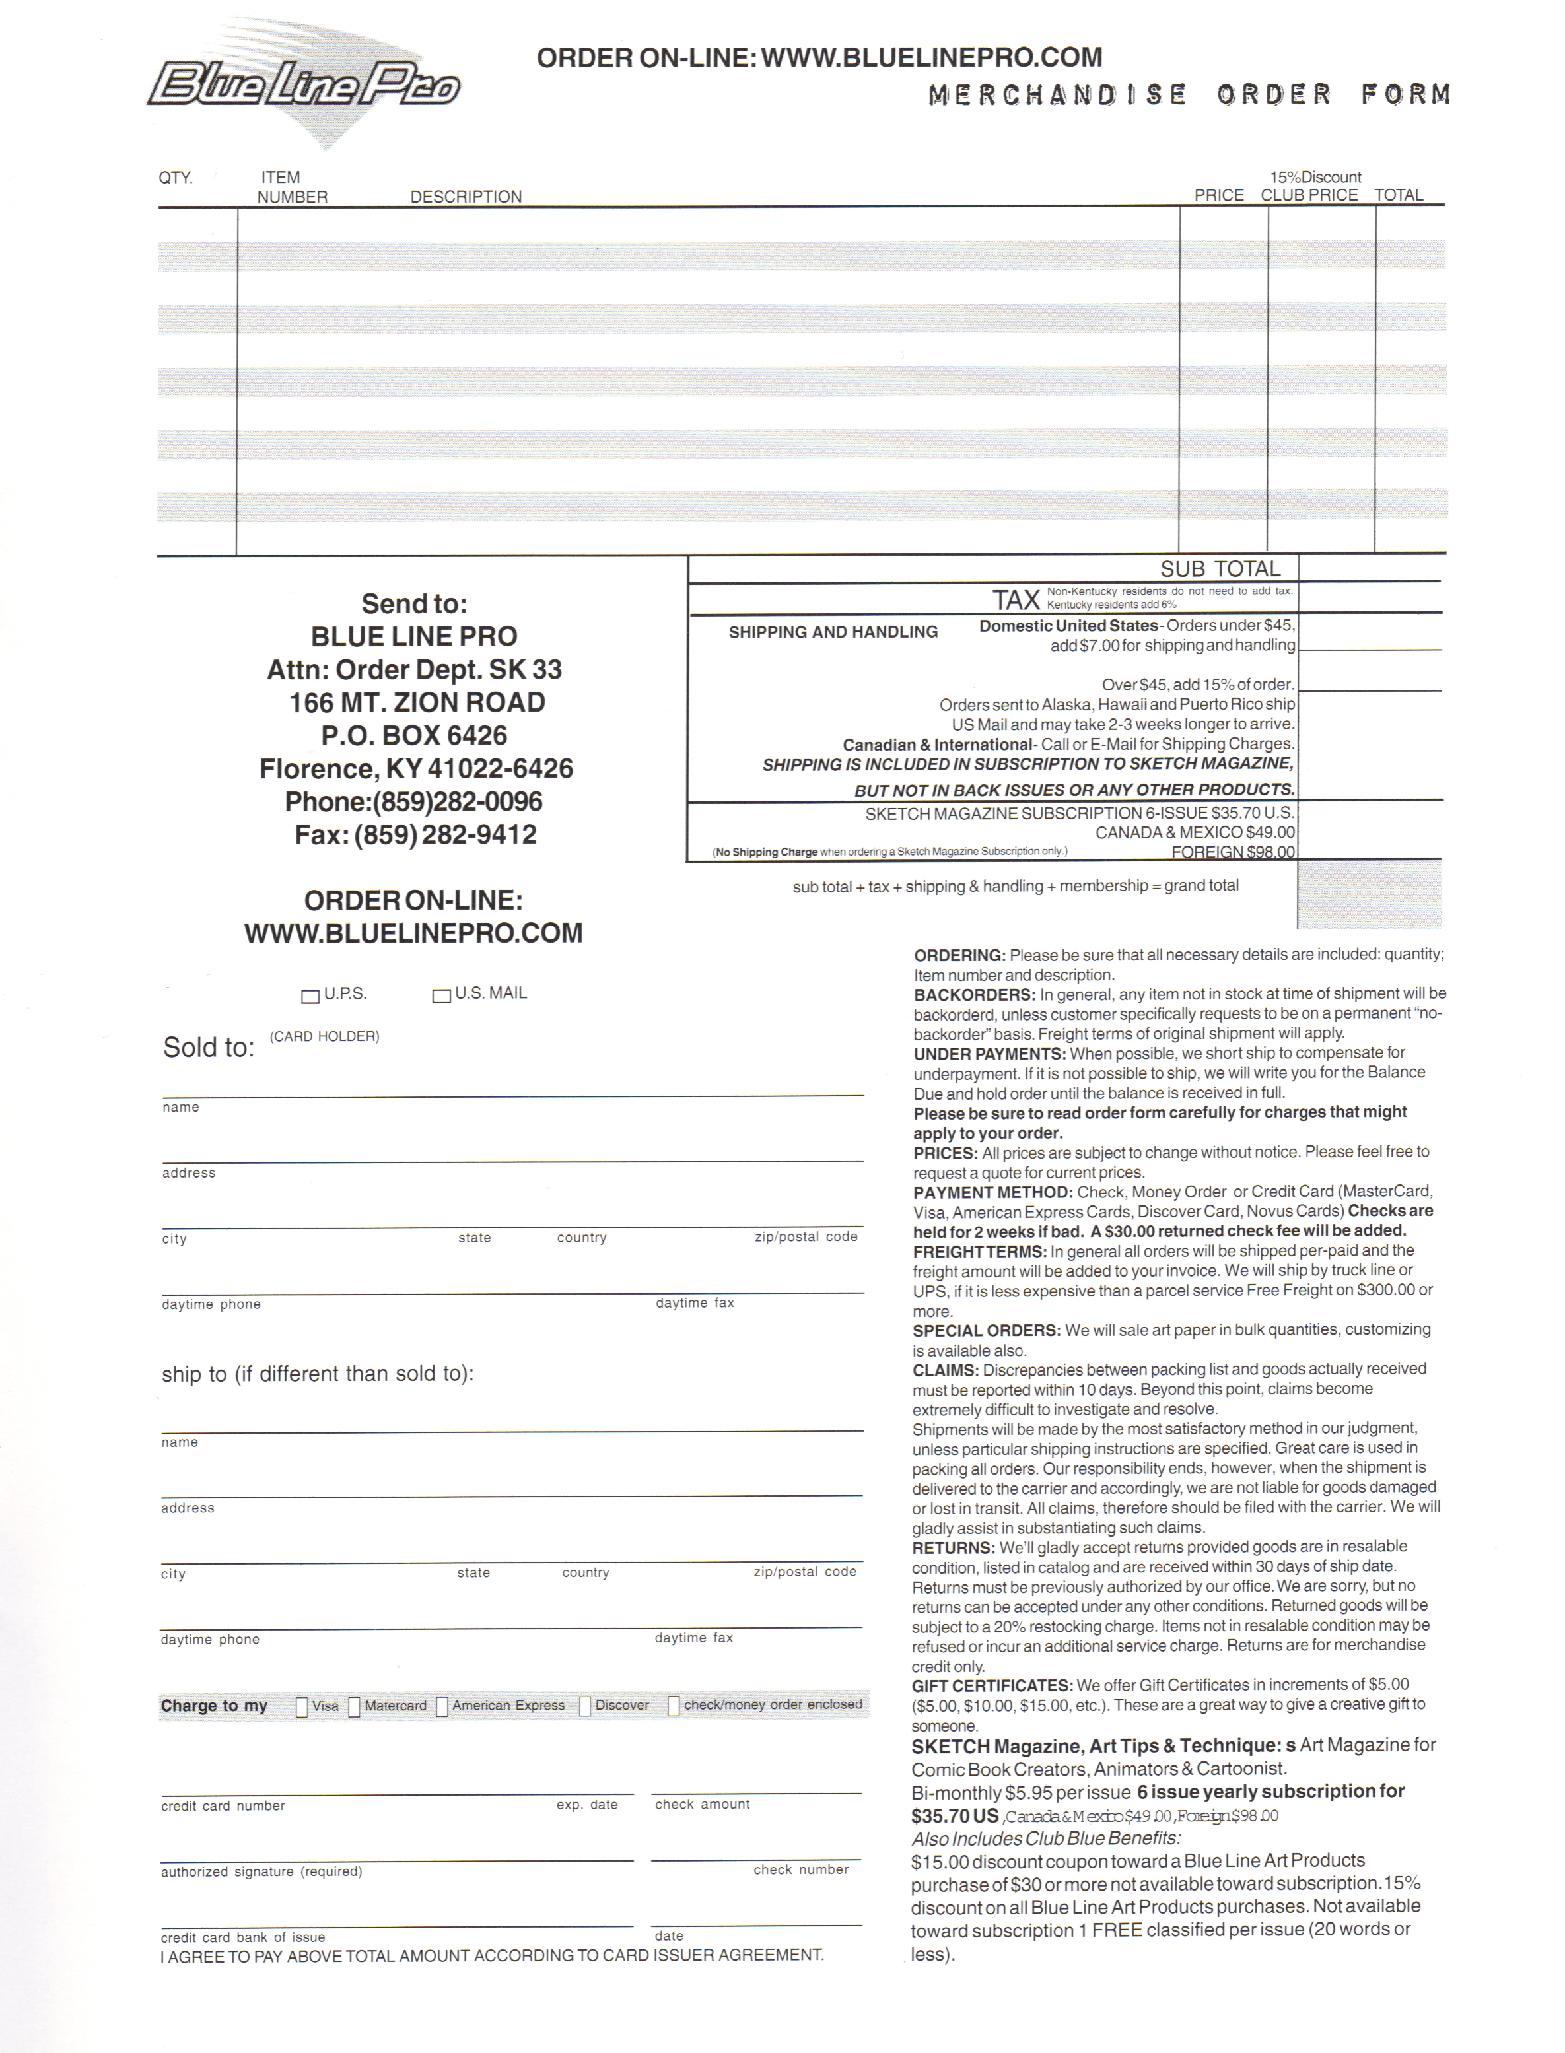 Blue Line Pro
ORDER ON-LINE: WWW.BLUELINEPRO.COM
MERCHANDISE ORDER FORM
QTY.
ITEM
NUMBER
DESCRIPTION
PRICE
15%Discount
CLUB PRICE
TOTAL
Send to:
BLUE LINE PRO
Attn: Order Dept. SK 33
166 MT. ZION ROAD
P.O. BOX 6426
Florence, KY 41022-6426
Phone:(859)282-0096
Fax: (859) 282-9412
ORDER ON-LINE:
WWW.BLUELINEPRO.COM
SUB TOTAL
TAX Non-Kentucky residents do not need to add tax.
Kentucky residents add 6%
SHIPPING AND HANDLING Domestic United States- Orders under $45,
add $7.00 for shipping and handling
Over $45, add 15% of order.
Orders sent to Alaska, Hawaii and Puerto Rico ship
US Mail and may take 2-3 weeks longer to arrive.
Canadian & International- Call or E-Mail for Shipping Charges.
SHIPPING IS INCLUDED IN SUBSCRIPTION TO SKETCH MAGAZINE,
BUT NOT IN BACK ISSUES OR ANY OTHER PRODUCTS.
SKETCH MAGAZINE SUBSCRIPTION 6-ISSUE $35.70 U.S.
CANADA & MEXICO $49.00
(No Shipping Charge when ordering a Sketch Magazine Subscription only.) FOREIGN $98.00
sub total + tax + shipping & handling + membership = grand total
U.P.S. U.S. MAIL
Sold to: (CARD HOLDER)
name
address
city state country zip/postal code
daytime phone daytime fax
ship to (if different than sold to):
name
address
city state country zip/postal code
daytime phone daytime fax
Charge to my Visa Matercard American Express Discover check/money order enclosed
credit card number exp. date check amount
authorized signature (required) check number
credit card bank of issue date
I AGREE TO PAY ABOVE TOTAL AMOUNT ACCORDING TO CARD ISSUER AGREEMENT.
ORDERING: Please be sure that all necessary details are included: quantity;
Item number and description.
BACKORDERS: In general, any item not in stock at time of shipment will be
backorderd, unless customer specifically requests to be on a permanent "no-
backorder" basis. Freight terms of original shipment will apply.
UNDER PAYMENTS: When possible, we short ship to compensate for
underpayment. If it is not possible to ship, we will write you for the Balance
Due and hold order until the balance is received in full.
Please be sure to read order form carefully for charges that might
apply to your order.
PRICES: All prices are subject to change without notice. Please feel free to
request a quote for current prices.
PAYMENT METHOD: Check, Money Order or Credit Card (MasterCard,
Visa, American Express Cards, Discover Card, Novus Cards) Checks are
held for 2 weeks if bad. A $30.00 returned check fee will be added.
FREIGHT TERMS: In general all orders will be shipped per-paid and the
freight amount will be added to your invoice. We will ship by truck line or
UPS, if it is less expensive than a parcel service Free Freight on $300.00 or
more.
SPECIAL ORDERS: We will sale art paper in bulk quantities, customizing
is available also.
CLAIMS: Discrepancies between packing list and goods actually received
must be reported within 10 days. Beyond this point, claims become
extremely difficult to investigate and resolve.
Shipments will be made by the most satisfactory method in our judgment,
unless particular shipping instructions are specified. Great care is used in
packing all orders. Our responsibility ends, however, when the shipment is
delivered to the carrier and accordingly, we are not liable for goods damaged
or lost in transit. All claims, therefore should be filed with the carrier. We will
gladly assist in substantiating such claims.
RETURNS: We'll gladly accept returns provided goods are in resalable
condition, listed in catalog and are received within 30 days of ship date.
Returns must be previously authorized by our office. We are sorry, but no
returns can be accepted under any other conditions. Returned goods will be
subject to a 20% restocking charge. Items not in resalable condition may be
refused or incur an additional service charge. Returns are for merchandise
credit only.
GIFT CERTIFICATES: We offer Gift Certificates in increments of $5.00
($5.00, $10.00, $15.00, etc.). These are a great way to give a creative gift to
someone.
SKETCH Magazine, Art Tips & Technique: s Art Magazine for
Comic Book Creators, Animators & Cartoonist.
Bi-monthly $5.95 per issue 6 issue yearly subscription for
$35.70 US ,Canada & Mexico $49.00, Foreign $98.00
Also Includes Club Blue Benefits:
$15.00 discount coupon toward a Blue Line Art Products
purchase of $30 or more not available toward subscription. 15%
discount on all Blue Line Art Products purchases. Not available
toward subscription 1 FREE classified per issue (20 words or
less).